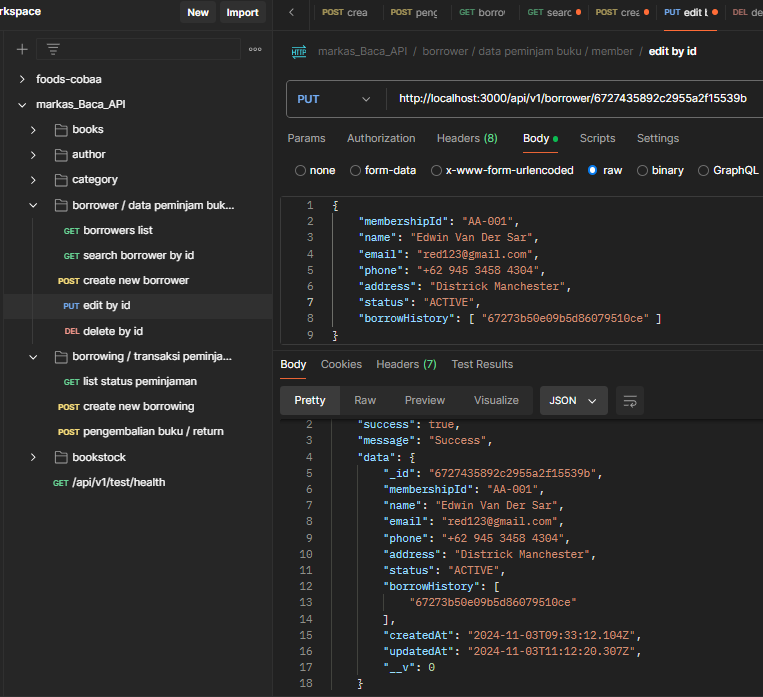 rkspace
New
Import
foods-cobaa
markas_Baca_API
books
author
category
borrower / data peminjam buk...
GET borrowers list
GET search borrower by id
POST create new borrower
PUT edit by id
DEL delete by id
borrowing / transaksi peminja...
GET list status peminjaman
POST create new borrowing
POST pengembalian buku / return
bookstock
GET /api/v1/test/health
POST crea
POST peng
GET borro
GET searc
POST crea
PUT edit b
DEL de
HTTP markas_Baca_API / borrower / data peminjam buku / member / edit by id
PUT http://localhost:3000/api/v1/borrower/6727435892c2955a2f15539b
Params Authorization Headers (8) Body Scripts Settings
none form-data x-www-form-urlencoded raw binary GraphQL
1 {
2 "membershipId": "AA-001",
3 "name": "Edwin Van Der Sar",
4 "email": "red123@gmail.com",
5 "phone": "+62 945 3458 4304",
6 "address": "Districk Manchester",
7 "status": "ACTIVE",
8 "borrowHistory": [ "67273b50e09b5d86079510ce" ]
9 }
Body Cookies Headers (7) Test Results
Pretty Raw Preview Visualize JSON
2 "success": true,
3 "message": "Success",
4 "data": {
5 "_id": "6727435892c2955a2f15539b",
6 "membershipId": "AA-001",
7 "name": "Edwin Van Der Sar",
8 "email": "red123@gmail.com",
9 "phone": "+62 945 3458 4304",
10 "address": "Districk Manchester",
11 "status": "ACTIVE",
12 "borrowHistory": [
13 "67273b50e09b5d86079510ce"
14 ],
15 "createdAt": "2024-11-03T09:33:12.104Z",
16 "updatedAt": "2024-11-03T11:12:20.307Z",
17 "__v": 0
18 }